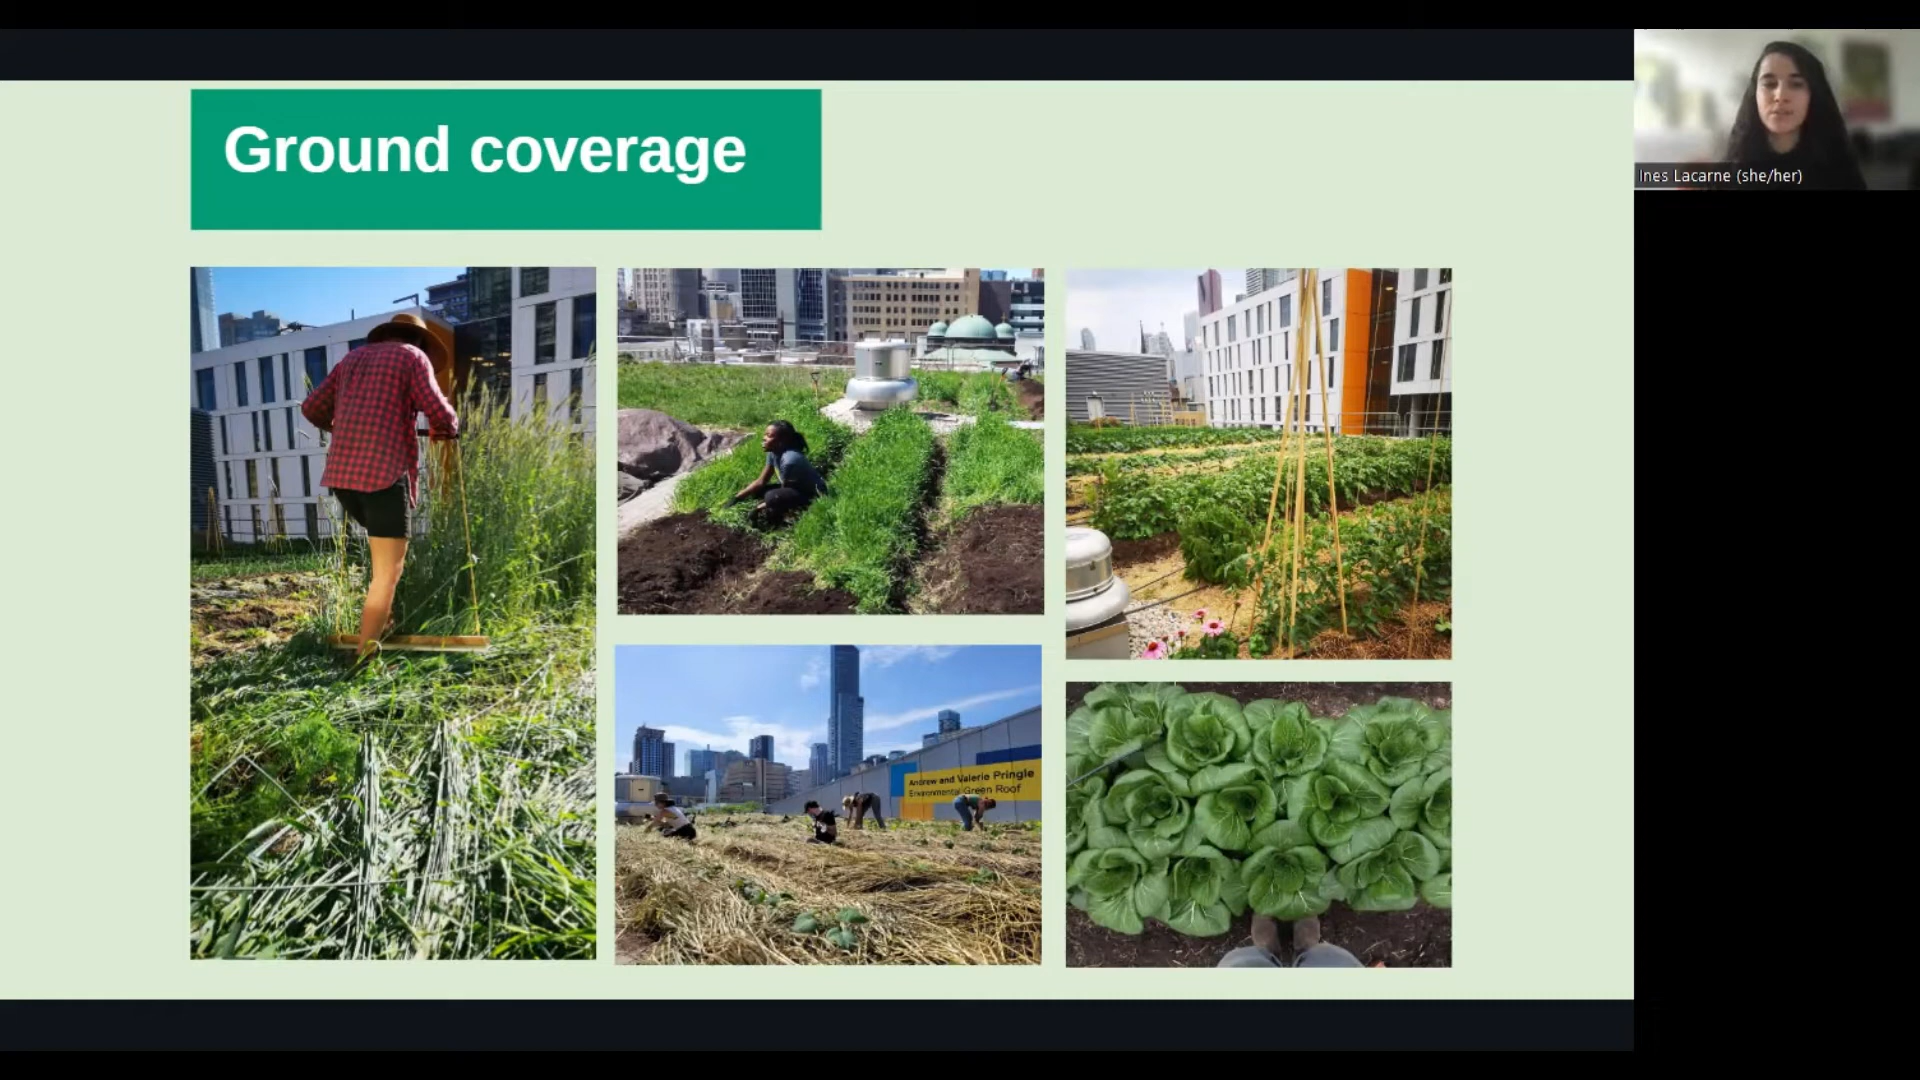 Ground coverage
Ines Lacarne (she/her)
Andrew and Valerie Pringle
Environmental Green Roof